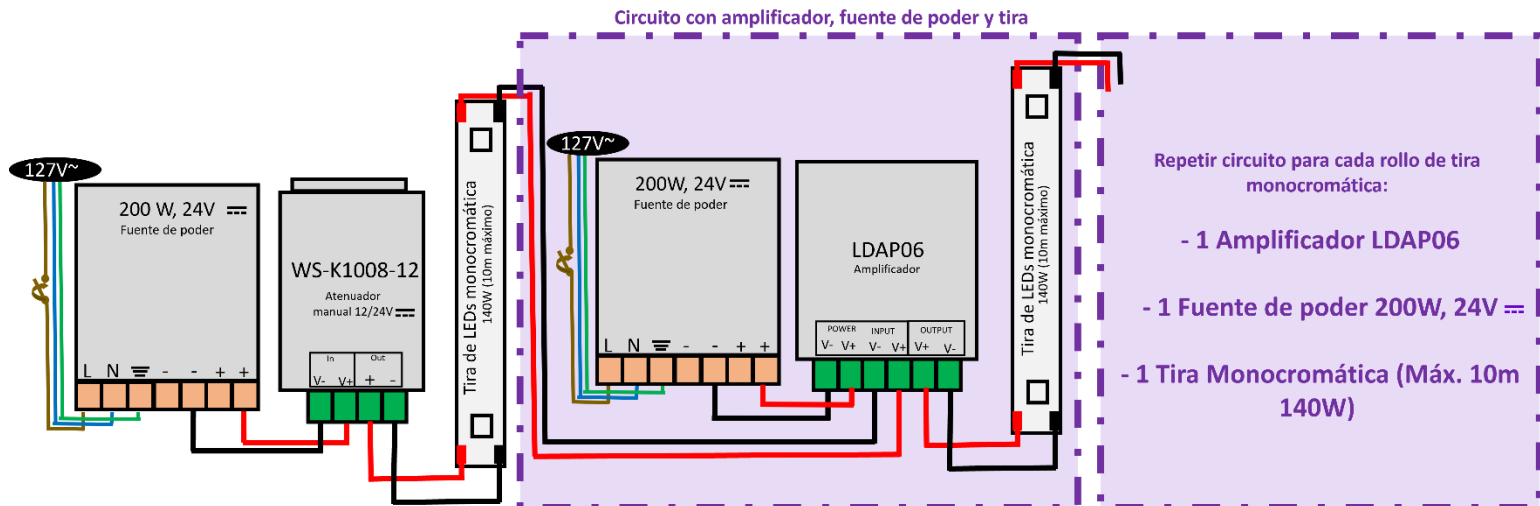 Circuito con amplificador, fuente de poder y tira
127V~
200 W, 24V
Fuente de poder
L N - - + +
WS-K1008-12
Atenuador
manual 12/24V
In Out
V- V+ + -
Tira de LEDs monocromática
140W (10m máximo)
127V~
200W, 24V
Fuente de poder
L N - - + +
LDAP06
Amplificador
POWER INPUT OUTPUT
V- V+ V- V+ V+ V-
Tira de LEDs monocromática
140W (10m máximo)
Repetir circuito para cada rollo de tira
monocromática:
- 1 Amplificador LDAP06
- 1 Fuente de poder 200W, 24V
- 1 Tira Monocromática (Máx. 10m
140W)